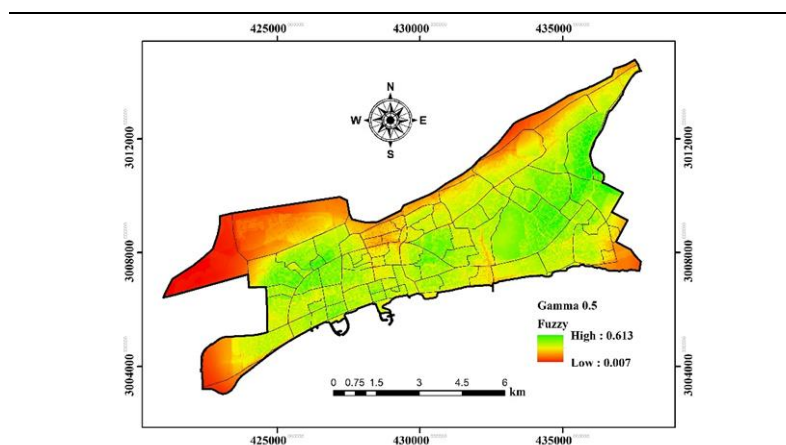 425000 430000 435000
N
W E
S
3012000 3012000
3008000 3008000
Gamma 0.5
Fuzzy
High : 0.613
Low : 0.007
3004000 3004000
0 0.75 1.5 3 4.5 6
km
425000 430000 435000